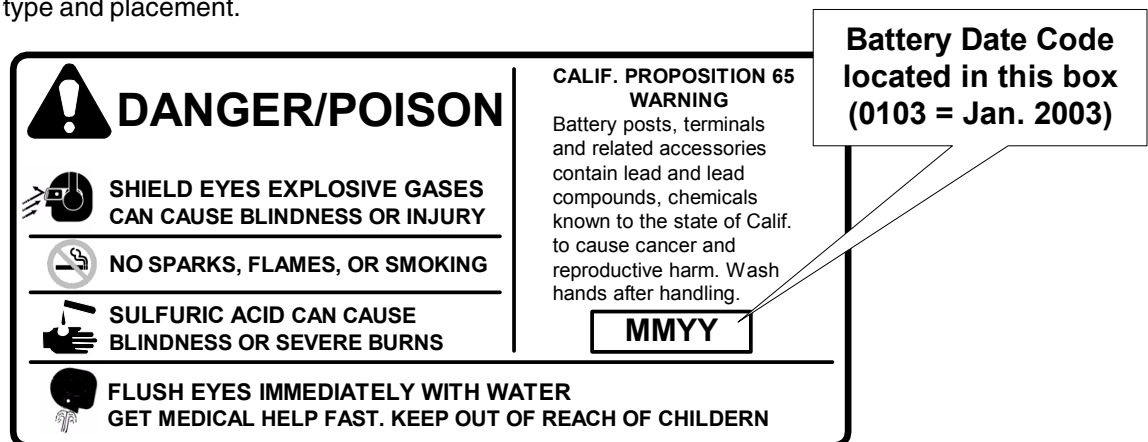 type and placement.
DANGER/POISON
SHIELD EYES EXPLOSIVE GASES
CAN CAUSE BLINDNESS OR INJURY
NO SPARKS, FLAMES, OR SMOKING
SULFURIC ACID CAN CAUSE
BLINDNESS OR SEVERE BURNS
CALIF. PROPOSITION 65
WARNING
Battery posts, terminals
and related accessories
contain lead and lead
compounds, chemicals
known to the state of Calif.
to cause cancer and
reproductive harm. Wash
hands after handling.
MMYY
FLUSH EYES IMMEDIATELY WITH WATER
GET MEDICAL HELP FAST. KEEP OUT OF REACH OF CHILDERN
Battery Date Code
located in this box
(0103 = Jan. 2003)